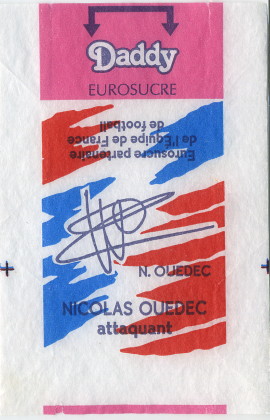 Daddy
EUROSUCRE
Eurosucre partenaire
de l'Équipe de France
de football
N. OUEDEC
NICOLAS OUEDEC
attaquant